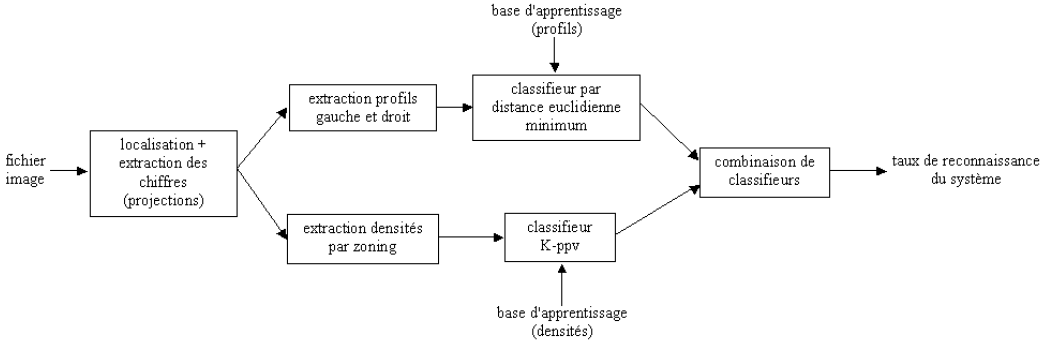 base d'apprentissage
(profils)
extraction profils
gauche et droit
classifieur par
distance euclidienne
minimum
fichier
image
localisation +
extraction des
chiffres
(projections)
combinaison de
classifieurs
taux de reconnaissance
du système
extraction densités
par zoning
classifieur
K-ppv
base d'apprentissage
(densités)